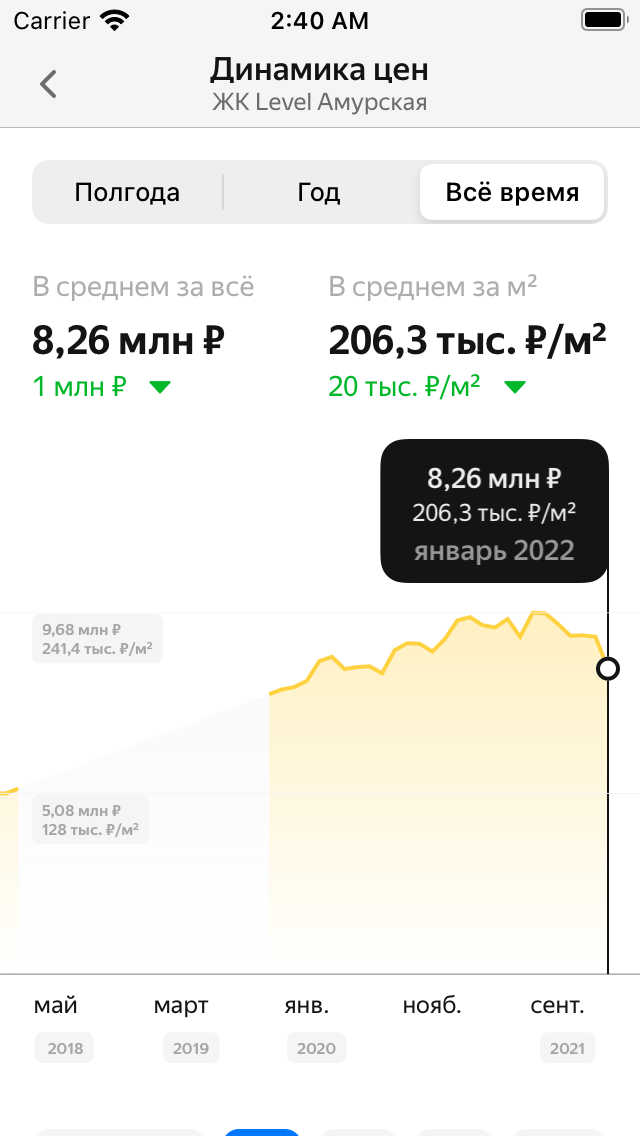 Carrier 2:40 AM
Динамика цен
ЖК Level Амурская
Полгода Год Всё время
В среднем за всё В среднем за м²
8,26 млн ₽ 206,3 тыс. ₽/м²
1 млн ₽ 20 тыс. ₽/м²
8,26 млн ₽
206,3 тыс. ₽/м²
январь 2022
9,68 млн ₽
241,4 тыс. ₽/м²
5,08 млн ₽
128 тыс. ₽/м²
май март янв. нояб. сент.
2018 2019 2020 2021